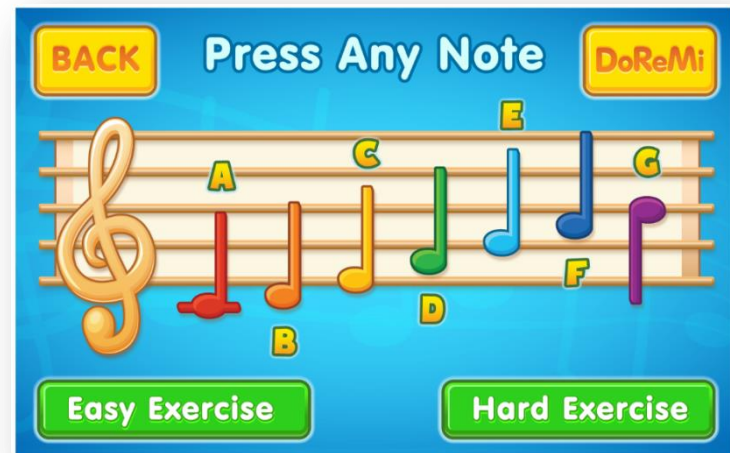 BACK
Press Any Note
DoReMi
A
B
C
D
E
F
G
Easy Exercise
Hard Exercise